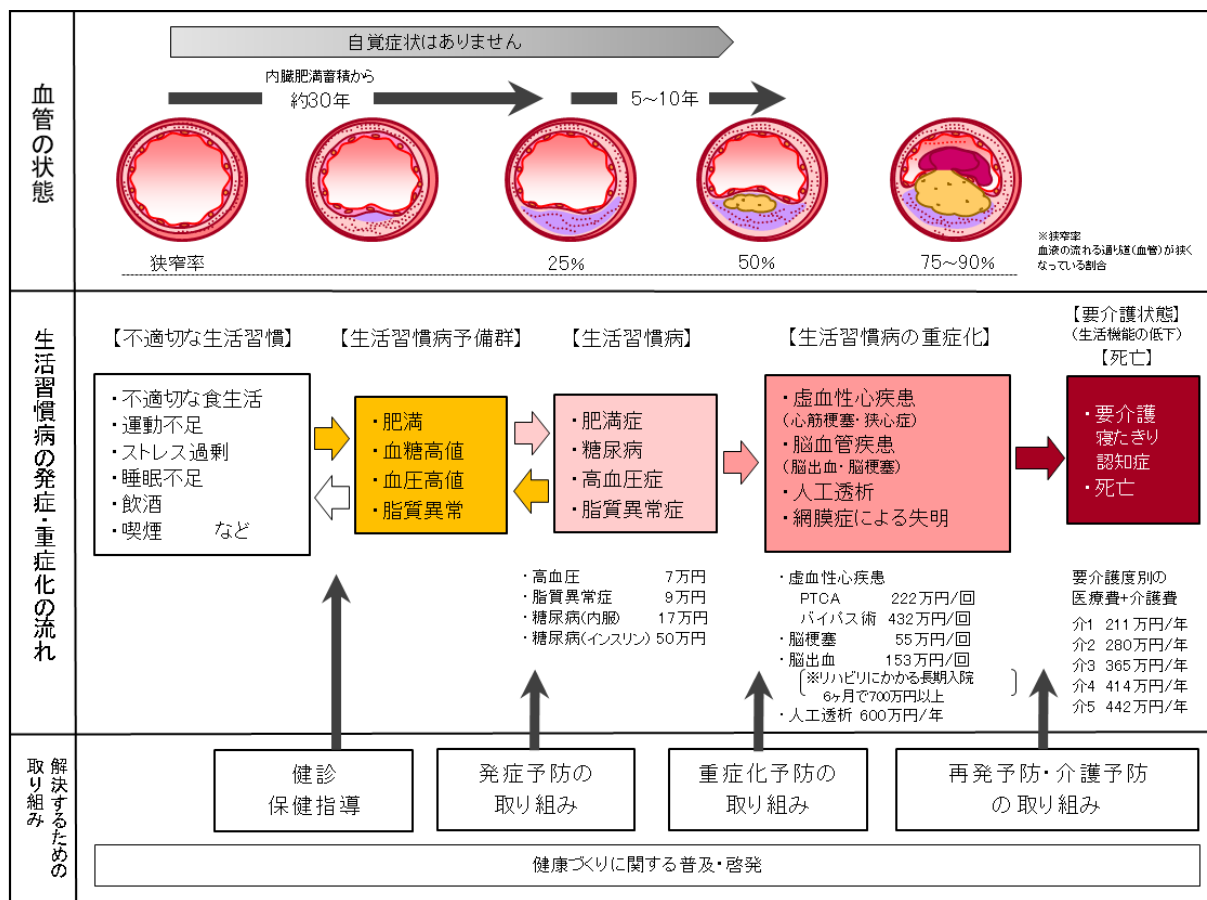 血管の状態
自覚症状はありません
内臓肥満蓄積から
約30年
5～10年
狭窄率
25%
50%
75～90%
※狭窄率
血液の流れる通り道(血管)が狭く
なっている割合
生活習慣病の発症・重症化の流れ
【不適切な生活習慣】
・不適切な食生活
・運動不足
・ストレス過剰
・睡眠不足
・飲酒
・喫煙 など
【生活習慣病予備群】
・肥満
・血糖高値
・血圧高値
・脂質異常
【生活習慣病】
・肥満症
・糖尿病
・高血圧症
・脂質異常症
・高血圧 7万円
・脂質異常症 9万円
・糖尿病(内服) 17万円
・糖尿病(インスリン) 50万円
【生活習慣病の重症化】
・虚血性心疾患
(心筋梗塞・狭心症)
・脳血管疾患
(脳出血・脳梗塞)
・人工透析
・網膜症による失明
・虚血性心疾患
PTCA 222万円/回
バイパス術 432万円/回
・脳梗塞 55万円/回
・脳出血 153万円/回
※リハビリにかかる長期入院
6ヶ月で700万円以上
・人工透析 600万円/年
【要介護状態】
(生活機能の低下)
【死亡】
・要介護
寝たきり
認知症
・死亡
要介護度別の
医療費+介護費
介1 211万円/年
介2 280万円/年
介3 365万円/年
介4 414万円/年
介5 442万円/年
解決するための
取り組み
健診
保健指導
発症予防の
取り組み
重症化予防の
取り組み
再発予防・介護予防
の取り組み
健康づくりに関する普及・啓発